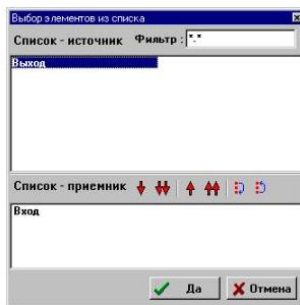 Выбор элементов из списка
Список - источник Фильтр : *.*
Выход
Список - приемник
Вход
Да Отмена